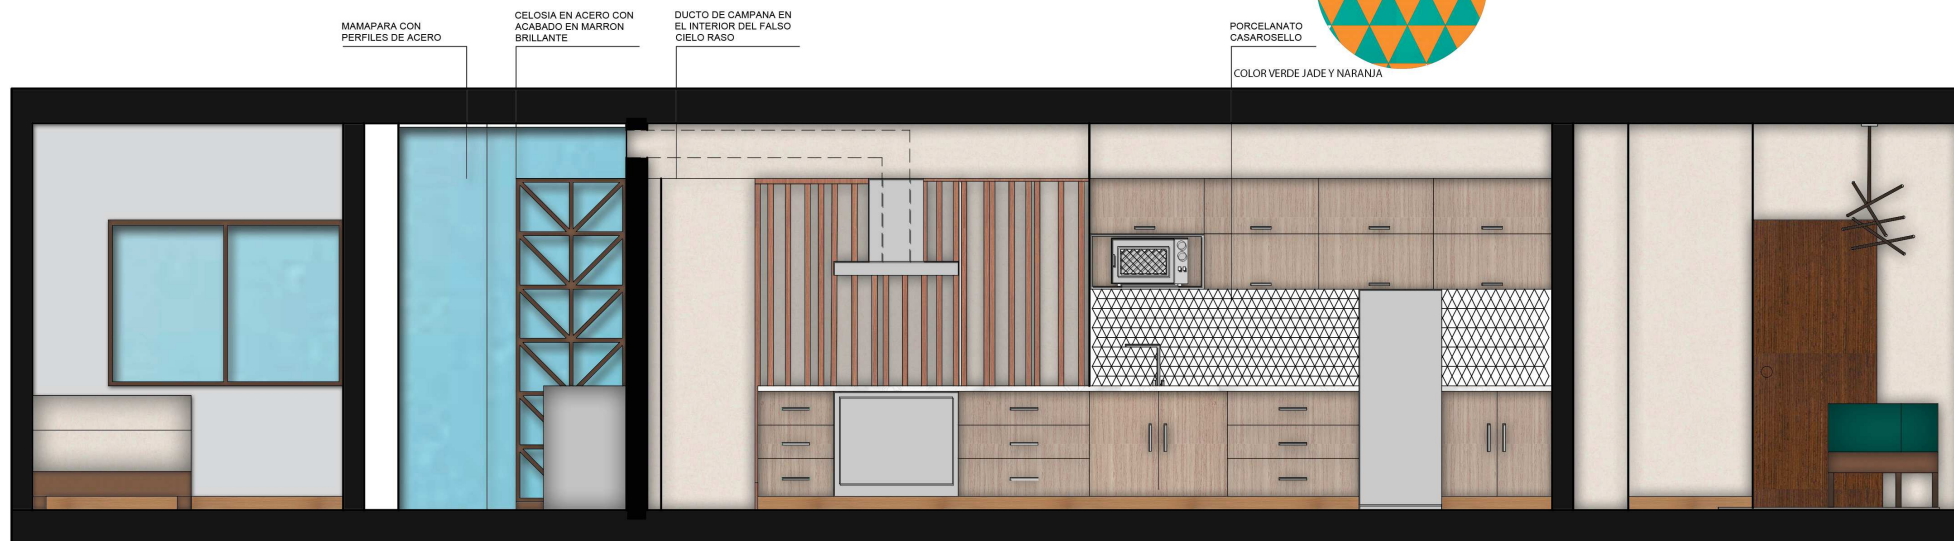 MAMAPARA CON
PERFILES DE ACERO
CELOSIA EN ACERO CON
ACABADO EN MARRON
BRILLANTE
DUCTO DE CAMPANA EN
EL INTERIOR DEL FALSO
CIELO RASO
PORCELANATO
CASAROSELLO
COLOR VERDE JADE Y NARANJA